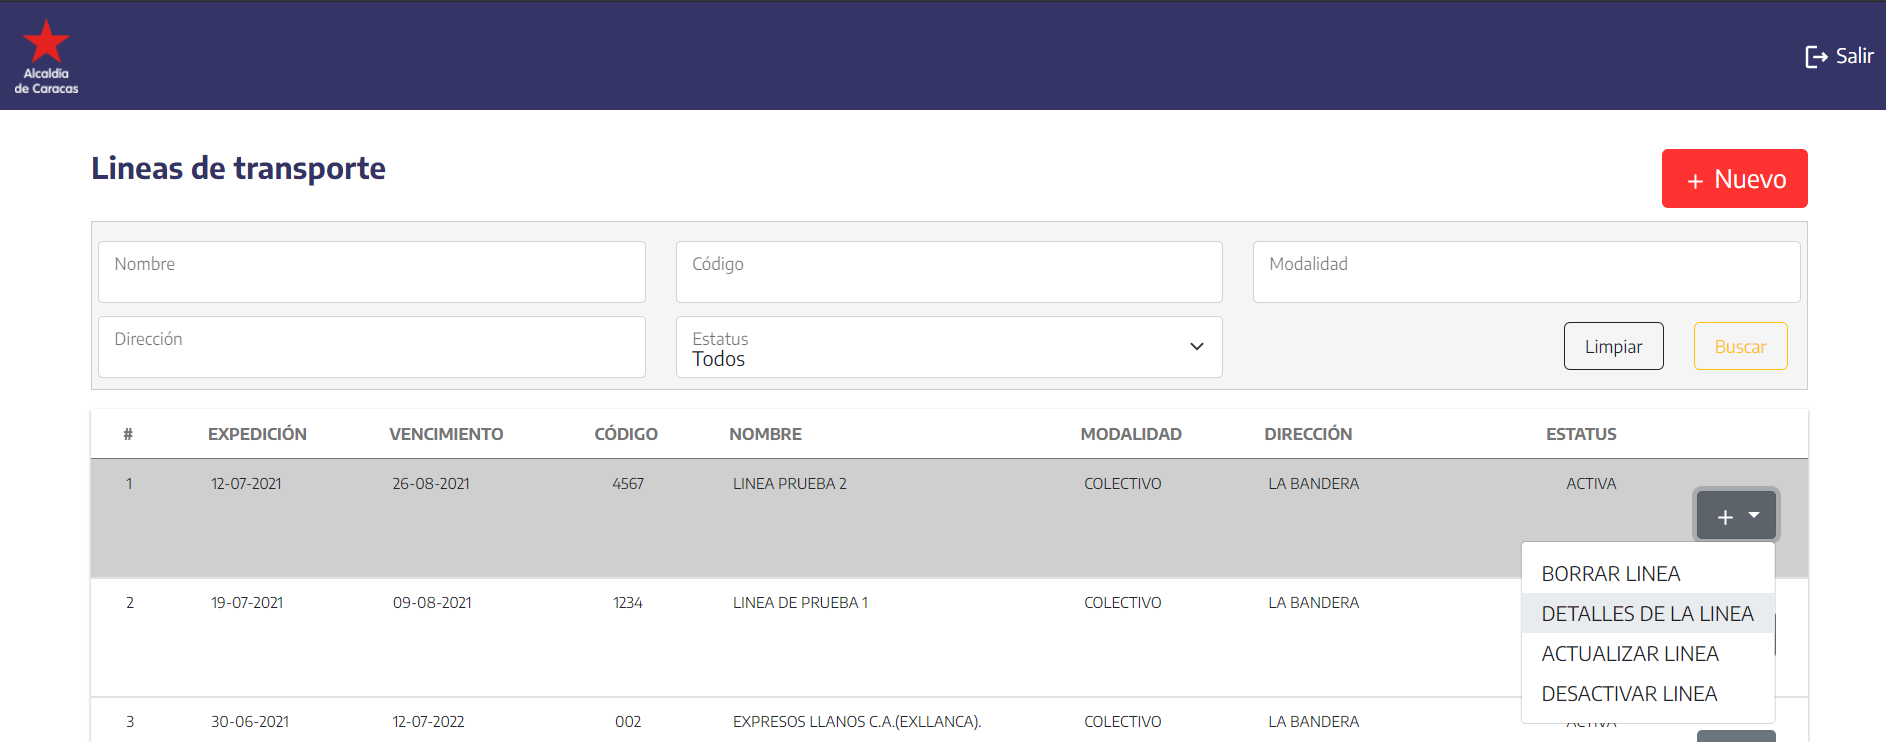 Alcaldía
de Caracas
Salir
Lineas de transporte
+ Nuevo
Nombre
Código
Modalidad
Dirección
Estatus
Todos
Limpiar
Buscar
# EXPEDICIÓN VENCIMIENTO CÓDIGO NOMBRE MODALIDAD DIRECCIÓN ESTATUS
1 12-07-2021 26-08-2021 4567 LINEA PRUEBA 2 COLECTIVO LA BANDERA ACTIVA
+
BORRAR LINEA
DETALLES DE LA LINEA
ACTUALIZAR LINEA
DESACTIVAR LINEA
2 19-07-2021 09-08-2021 1234 LINEA DE PRUEBA 1 COLECTIVO LA BANDERA
3 30-06-2021 12-07-2022 002 EXPRESOS LLANOS C.A.(EXLLANCA). COLECTIVO LA BANDERA